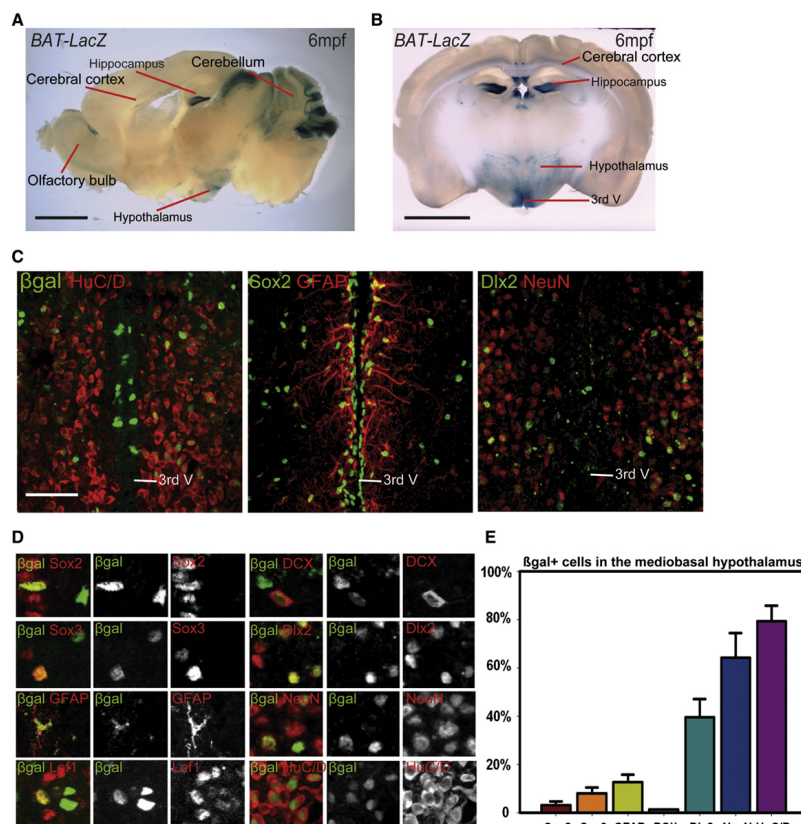 A
BAT-LacZ
6mpf
Hippocampus
Cerebellum
Cerebral cortex
Olfactory bulb
Hypothalamus
B
BAT-LacZ
6mpf
Cerebral cortex
Hippocampus
Hypothalamus
3rd V
C
βgal HuC/D
3rd V
Sox2 GFAP
3rd V
Dlx2 NeuN
3rd V
D
βgal Sox2 βgal Sox2 βgal DCX βgal DCX
βgal Sox3 βgal Sox3 βgal Dlx2 βgal Dlx2
βgal GFAP βgal GFAP βgal NeuN βgal NeuN
βgal Lef1 βgal Lef1 βgal HuC/D βgal HuC/D
E
ßgal+ cells in the mediobasal hypothalamus
100%
80%
60%
40%
20%
0